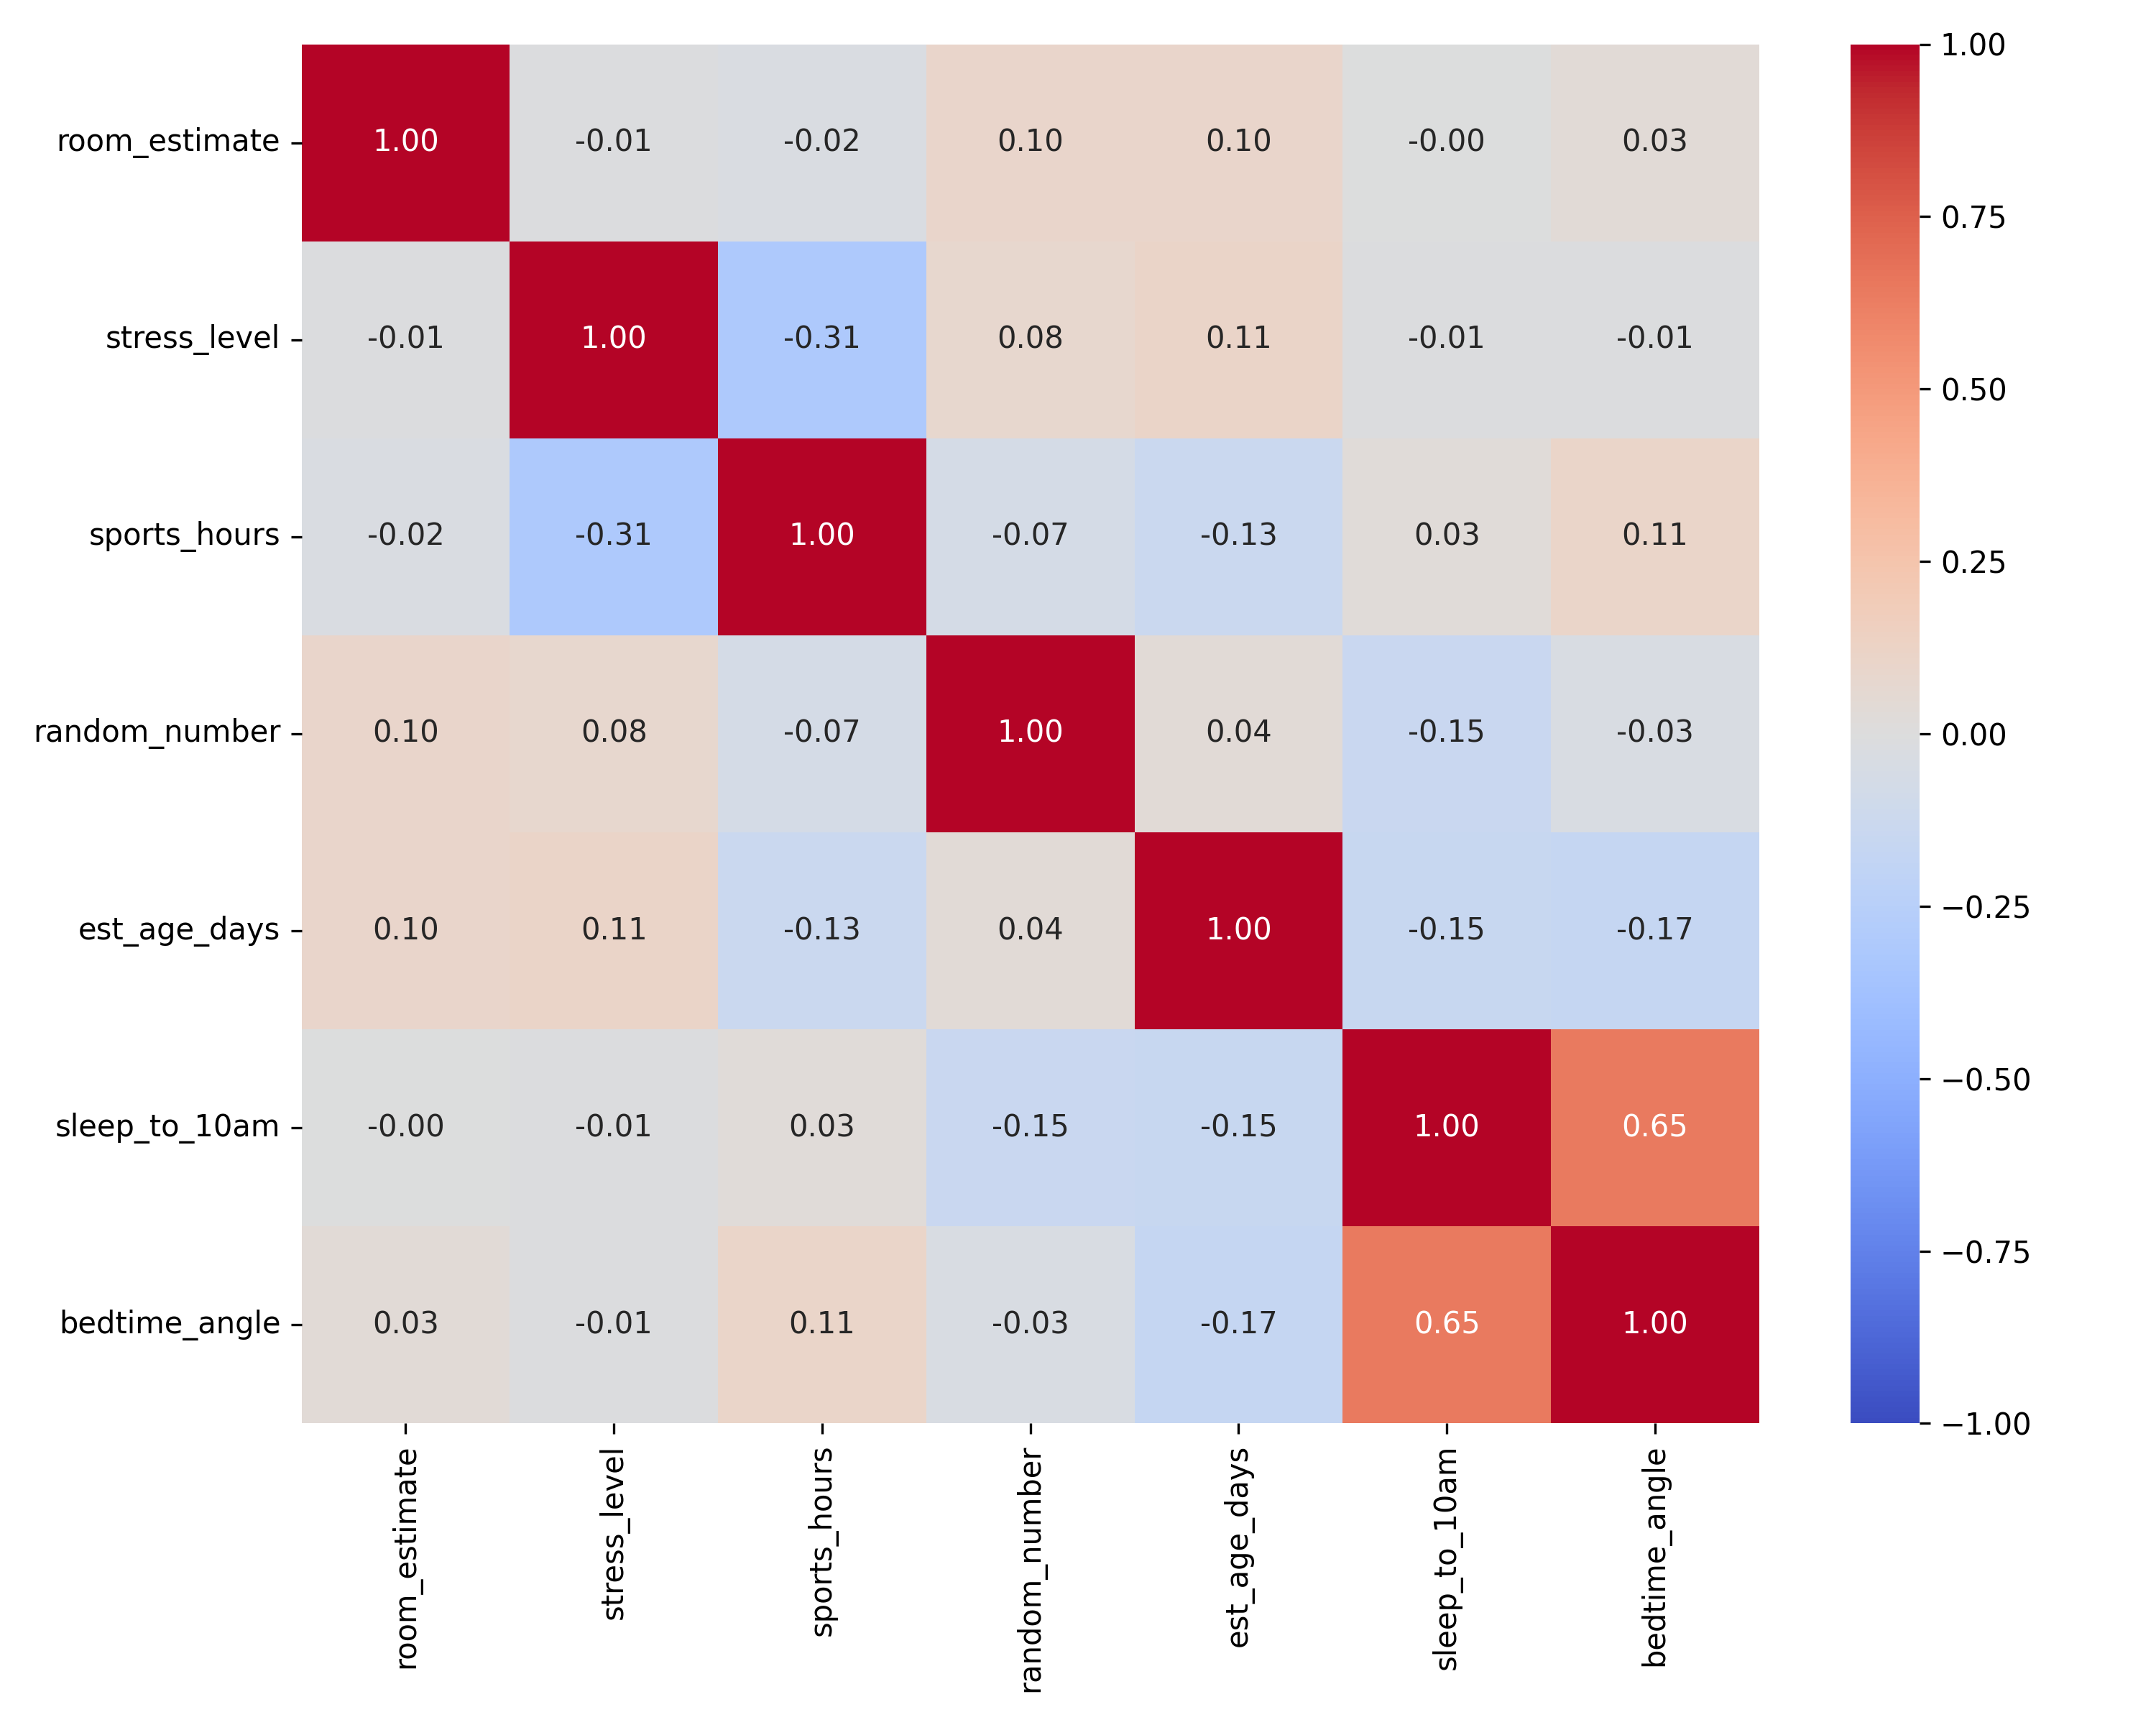 room_estimate 1.00 -0.01 -0.02 0.10 0.10 -0.00 0.03
stress_level -0.01 1.00 -0.31 0.08 0.11 -0.01 -0.01
sports_hours -0.02 -0.31 1.00 -0.07 -0.13 0.03 0.11
random_number 0.10 0.08 -0.07 1.00 0.04 -0.15 -0.03
est_age_days 0.10 0.11 -0.13 0.04 1.00 -0.15 -0.17
sleep_to_10am -0.00 -0.01 0.03 -0.15 -0.15 1.00 0.65
bedtime_angle 0.03 -0.01 0.11 -0.03 -0.17 0.65 1.00
room_estimate
stress_level
sports_hours
random_number
est_age_days
sleep_to_10am
bedtime_angle
1.00
0.75
0.50
0.25
0.00
−0.25
−0.50
−0.75
−1.00